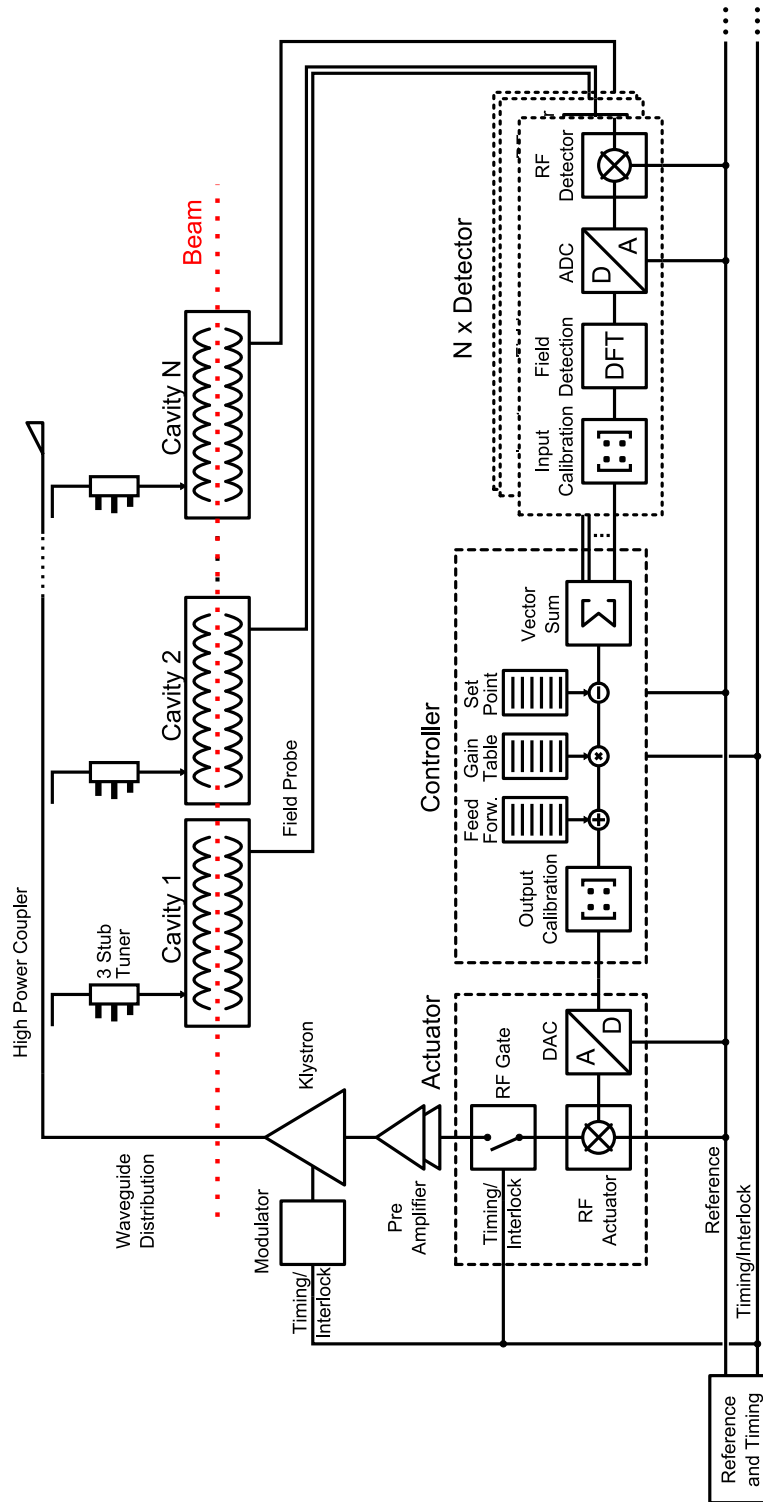 High Power Coupler
3 Stub
Tuner
Beam
Cavity 1
Cavity 2
Cavity N
Field Probe
Waveguide
Distribution
Klystron
Modulator
Timing/
Interlock
Pre
Amplifier
Actuator
RF Gate
Timing/
Interlock
RF
Actuator
DAC
A
D
Controller
Output
Calibration
Feed
Forw.
Gain
Table
Set
Point
Vector
Sum
Σ
N x Detector
Input
Calibration
Field
Detection
DFT
ADC
D
A
RF
Detector
Reference
Timing/Interlock
Reference
and Timing